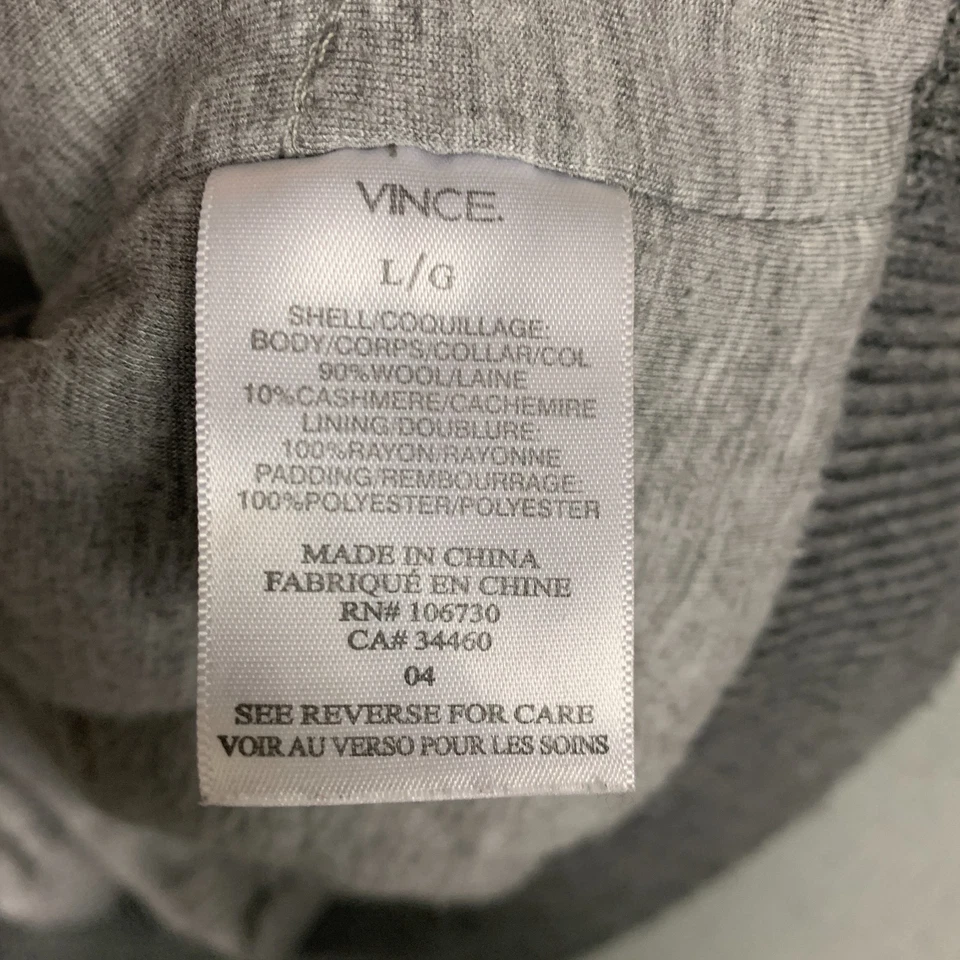 VINCE.
L/G
SHELL/COQUILLAGE:
BODY/CORPS/COLLAR/COL
90%WOOL/LAINE
10%CASHMERE/CACHEMIRE
LINING/DOUBLURE:
100%RAYON/RAYONNE
PADDING/REMBOURRAGE:
100%POLYESTER/POLYESTER
MADE IN CHINA
FABRIQUÉ EN CHINE
RN# 106730
CA# 34460
04
SEE REVERSE FOR CARE
VOIR AU VERSO POUR LES SOINS